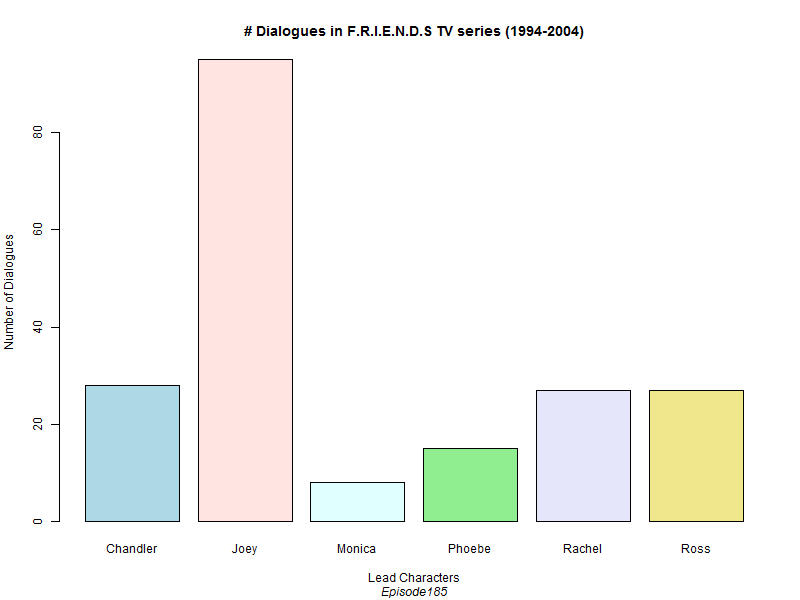 # Dialogues in F.R.I.E.N.D.S TV series (1994-2004)
Number of Dialogues
80
60
40
20
0
Chandler Joey Monica Phoebe Rachel Ross
Lead Characters
Episode185